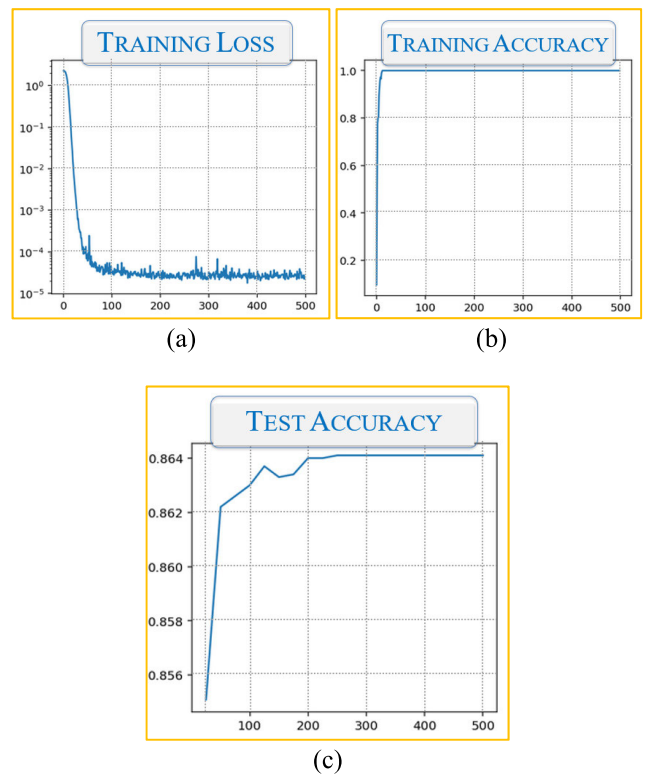 TRAINING LOSS
10⁰
10⁻¹
10⁻²
10⁻³
10⁻⁴
10⁻⁵
0 100 200 300 400 500
(a)
TRAINING ACCURACY
1.0
0.8
0.6
0.4
0.2
0 100 200 300 400 500
(b)
TEST ACCURACY
0.864
0.862
0.860
0.858
0.856
100 200 300 400 500
(c)